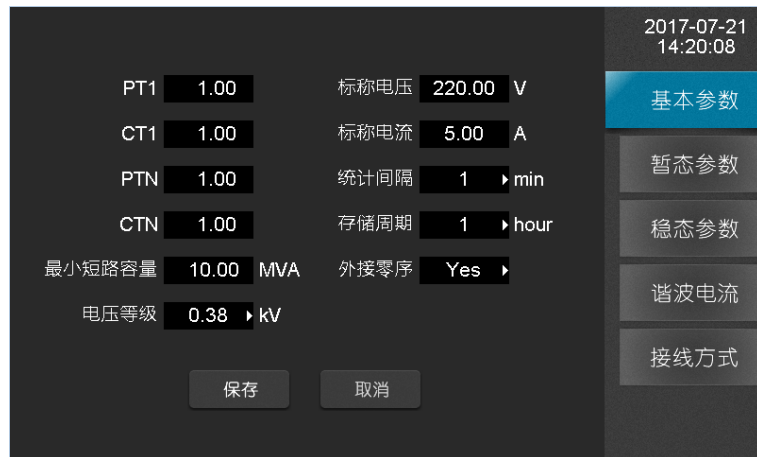 2017-07-21
14:20:08
PT1 1.00 标称电压 220.00 V
CT1 1.00 标称电流 5.00 A
PTN 1.00 统计间隔 1 min
CTN 1.00 存储周期 1 hour
最小短路容量 10.00 MVA 外接零序 Yes
电压等级 0.38 kV
保存 取消
基本参数
暂态参数
稳态参数
谐波电流
接线方式